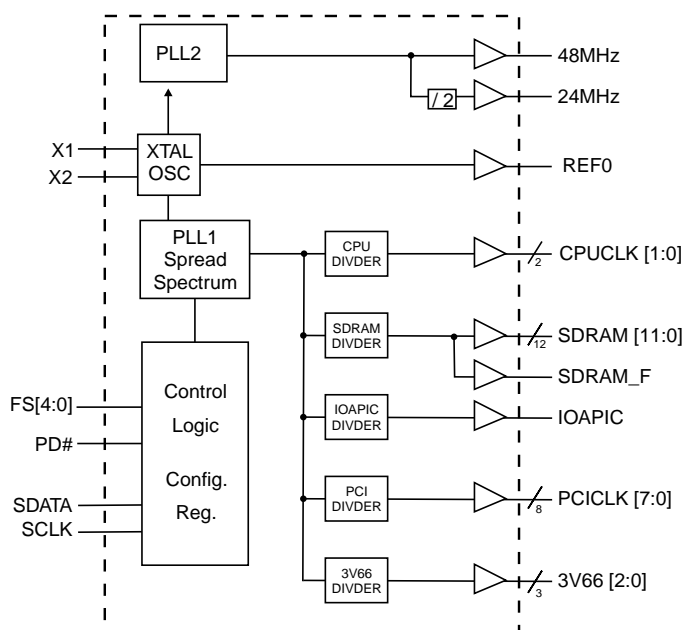 PLL2
48MHz
/ 2
24MHz
X1
X2
XTAL
OSC
REF0
PLL1
Spread
Spectrum
CPU
DIVDER
2
CPUCLK [1:0]
SDRAM
DIVDER
12
SDRAM [11:0]
SDRAM_F
FS[4:0]
PD#
SDATA
SCLK
Control
Logic
Config.
Reg.
IOAPIC
DIVDER
IOAPIC
PCI
DIVDER
8
PCICLK [7:0]
3V66
DIVDER
3
3V66 [2:0]